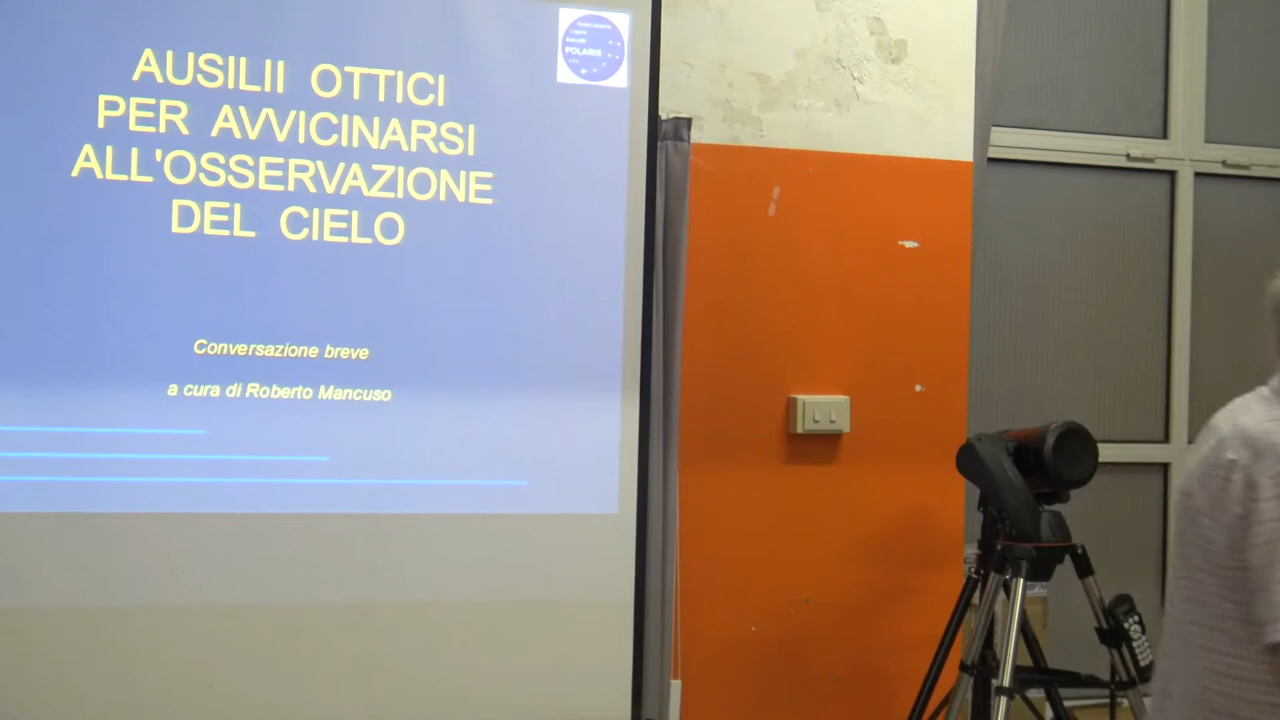 AUSILII OTTICI
PER AVVICINARSI
ALL'OSSERVAZIONE
DEL CIELO
POLARIS
Conversazione breve
a cura di Roberto Mancuso